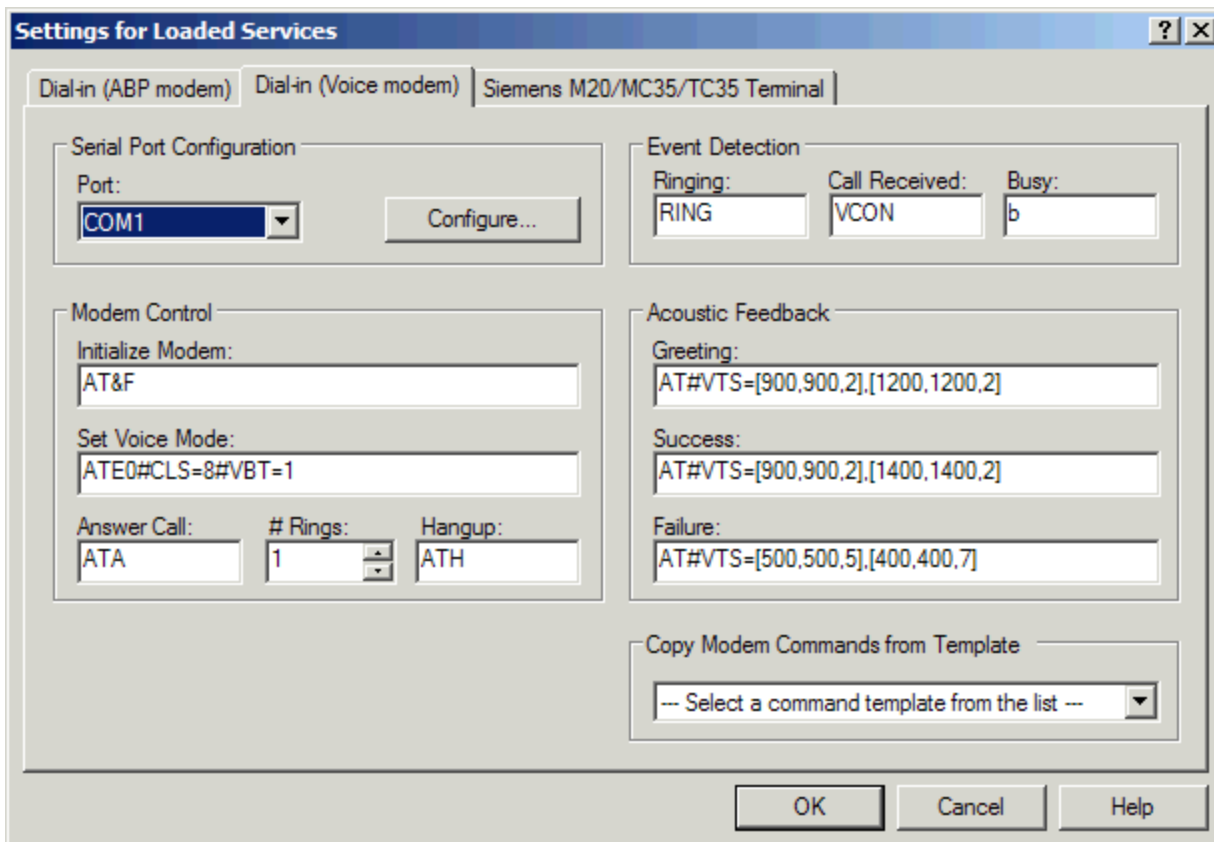 Settings for Loaded Services
Dial-in (ABP modem) Dial-in (Voice modem) Siemens M20/MC35/TC35 Terminal
Serial Port Configuration
Port:
COM1 Configure...
Event Detection
Ringing: Call Received: Busy:
RING VCON b
Modem Control
Initialize Modem:
AT&F
Set Voice Mode:
ATE0#CLS=8#VBT=1
Answer Call: # Rings: Hangup:
ATA 1 ATH
Acoustic Feedback
Greeting:
AT#VTS=[900,900,2],[1200,1200,2]
Success:
AT#VTS=[900,900,2],[1400,1400,2]
Failure:
AT#VTS=[500,500,5],[400,400,7]
Copy Modem Commands from Template
--- Select a command template from the list ---
OK Cancel Help